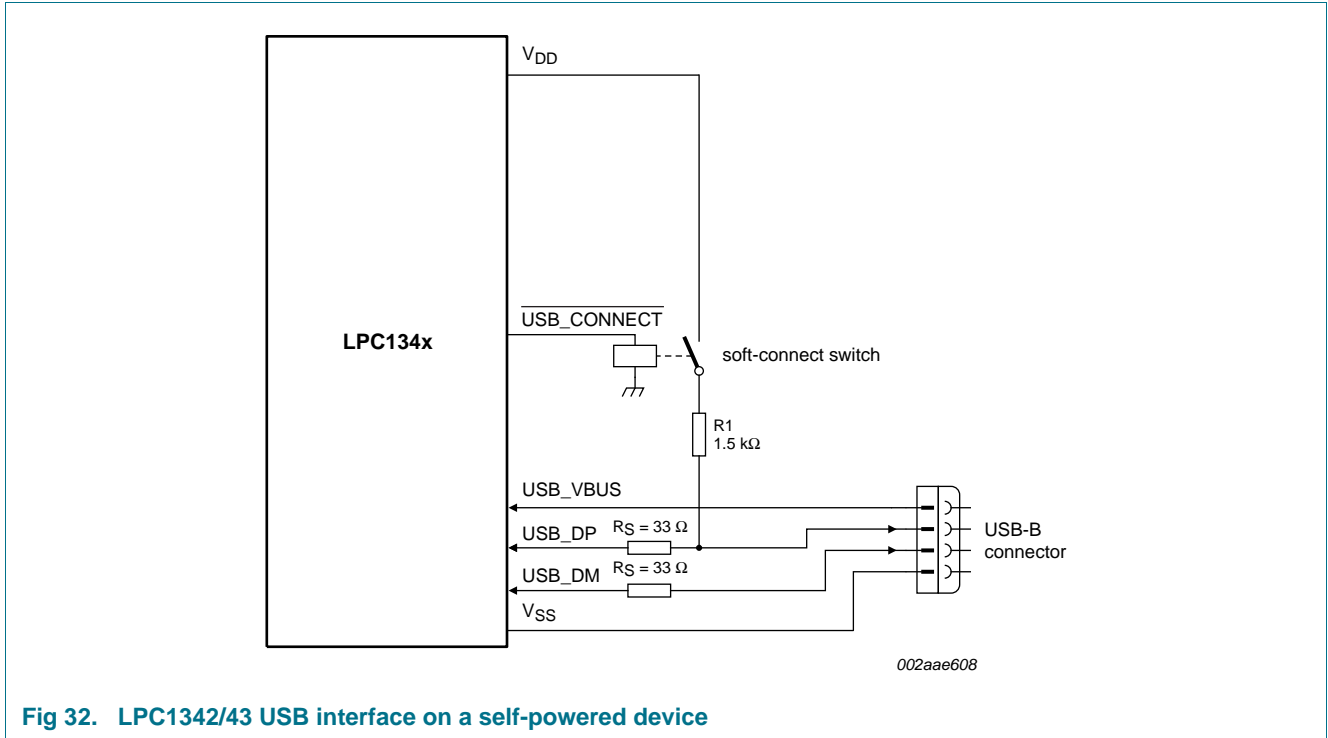 VDD
USB_CONNECT
LPC134x
soft-connect switch
R1
1.5 kΩ
USB_VBUS
USB_DP
RS = 33 Ω
USB-B
connector
USB_DM
RS = 33 Ω
VSS
002aae608
Fig 32. LPC1342/43 USB interface on a self-powered device